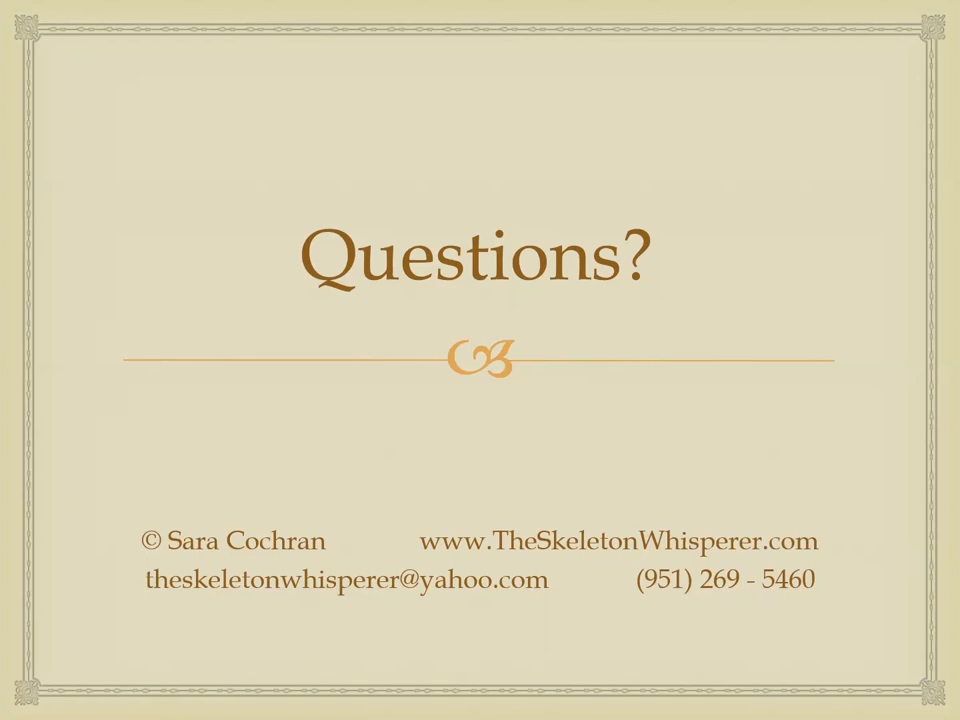 Questions?
© Sara Cochran www.TheSkeletonWhisperer.com
theskeletonwhisperer@yahoo.com (951) 269 - 5460